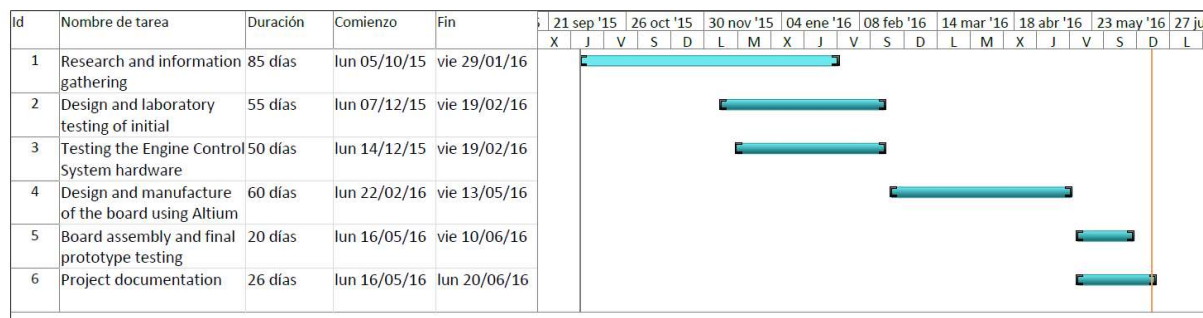 Id Nombre de tarea Duración Comienzo Fin 21 sep '15 26 oct '15 30 nov '15 04 ene '16 08 feb '16 14 mar '16 18 abr '16 23 may '16 27 ju
X J V S D L M X J V S D L M X J V S D L
1 Research and information 85 días lun 05/10/15 vie 29/01/16
gathering
2 Design and laboratory 55 días lun 07/12/15 vie 19/02/16
testing of initial
3 Testing the Engine Control 50 días lun 14/12/15 vie 19/02/16
System hardware
4 Design and manufacture 60 días lun 22/02/16 vie 13/05/16
of the board using Altium
5 Board assembly and final 20 días lun 16/05/16 vie 10/06/16
prototype testing
6 Project documentation 26 días lun 16/05/16 lun 20/06/16